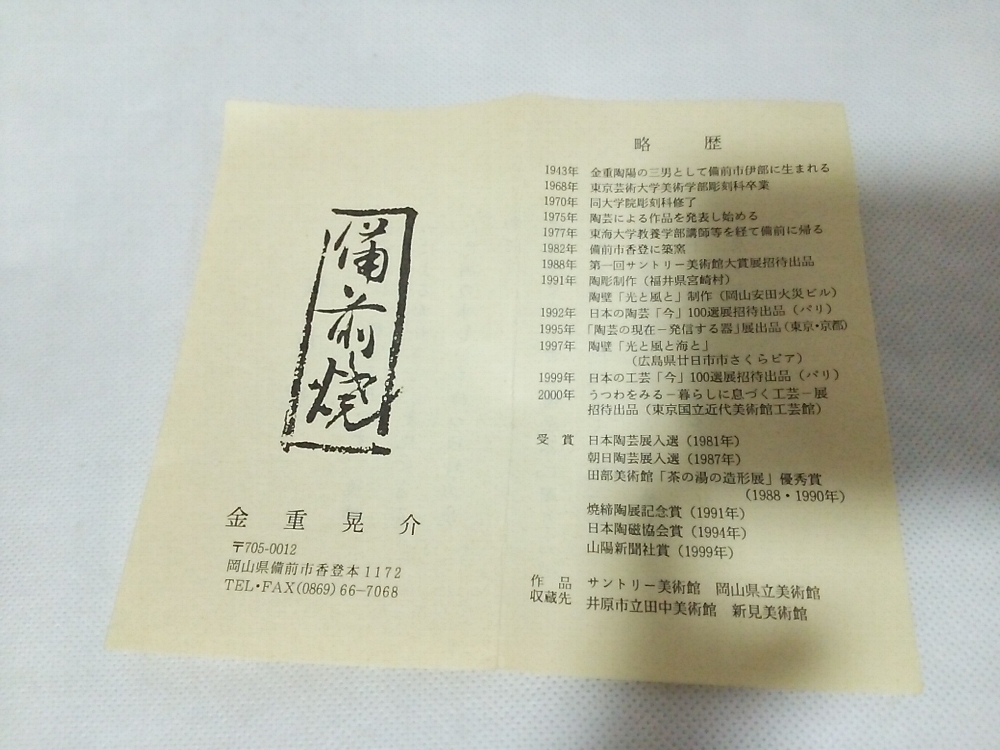 備前焼
金重晃介
〒705-0012
岡山県備前市香登本1172
TEL・FAX(0869)66-7068
略歴
1943年 金重陶陽の三男として備前市伊部に生まれる
1968年 東京芸術大学美術学部彫刻科卒業
1970年 同大学院彫刻科修了
1975年 陶芸による作品を発表し始める
1977年 東海大学教養学部講師等を経て備前に帰る
1982年 備前市香登に築窯
1988年 第一回サントリー美術館大賞展招待出品
1991年 陶彫制作（福井県宮崎村）
陶壁「光と風と」制作（岡山安田火災ビル）
1992年 日本の陶芸「今」100選展招待出品（パリ）
1995年 「陶芸の現在－発信する器」展出品（東京・京都）
1997年 陶壁「光と風と海と」
（広島県廿日市市さくらピア）
1999年 日本の工芸「今」100選展招待出品（パリ）
2000年 うつわをみる－暮らしに息づく工芸－展
招待出品（東京国立近代美術館工芸館）
受賞 日本陶芸展入選（1981年）
朝日陶芸展入選（1987年）
田部美術館「茶の湯の造形展」優秀賞
（1988・1990年）
焼締陶展記念賞（1991年）
日本陶磁協会賞（1994年）
山陽新聞社賞（1999年）
作品収蔵先 サントリー美術館 岡山県立美術館
井原市立田中美術館 新見美術館